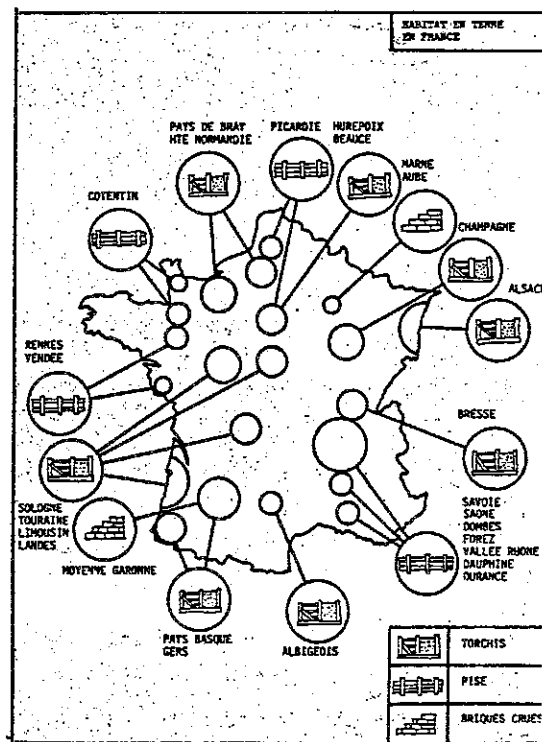 HABITAT EN TERRE
EN FRANCE
PAYS DE BRAY
HTE NORMANDIE
PICARDIE
HUREPOIX
BEAUCE
MARNE
AUBE
COTENTIN
CHAMPAGNE
ALSACE
RENNES
VENDEE
BRESSE
SOLOGNE
TOURAINE
LIMOUSIN
LANDES
SAVOIE
SAONE
DOMBES
FOREZ
VALLEE RHONE
DAUPHINE
DURANCE
MOYENNE GARONNE
PAYS BASQUE
GERS
ALBIGEOIS
TORCHIS
PISE
BRIQUES CRUES